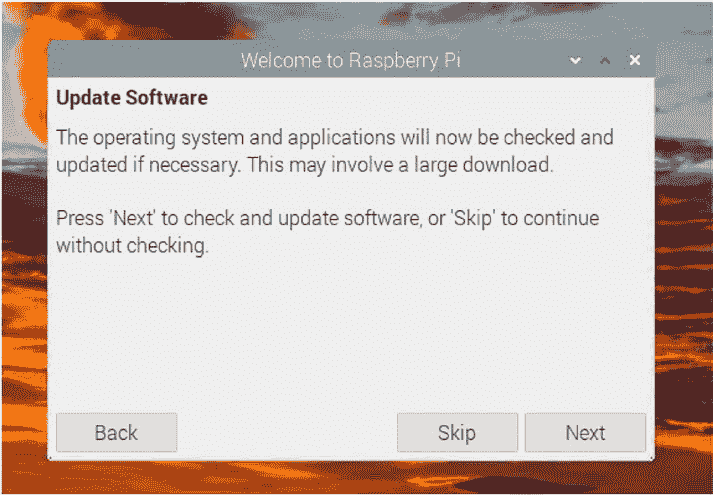 Welcome to Raspberry Pi
Update Software
The operating system and applications will now be checked and
updated if necessary. This may involve a large download.
Press 'Next' to check and update software, or 'Skip' to continue
without checking.
Back
Skip
Next